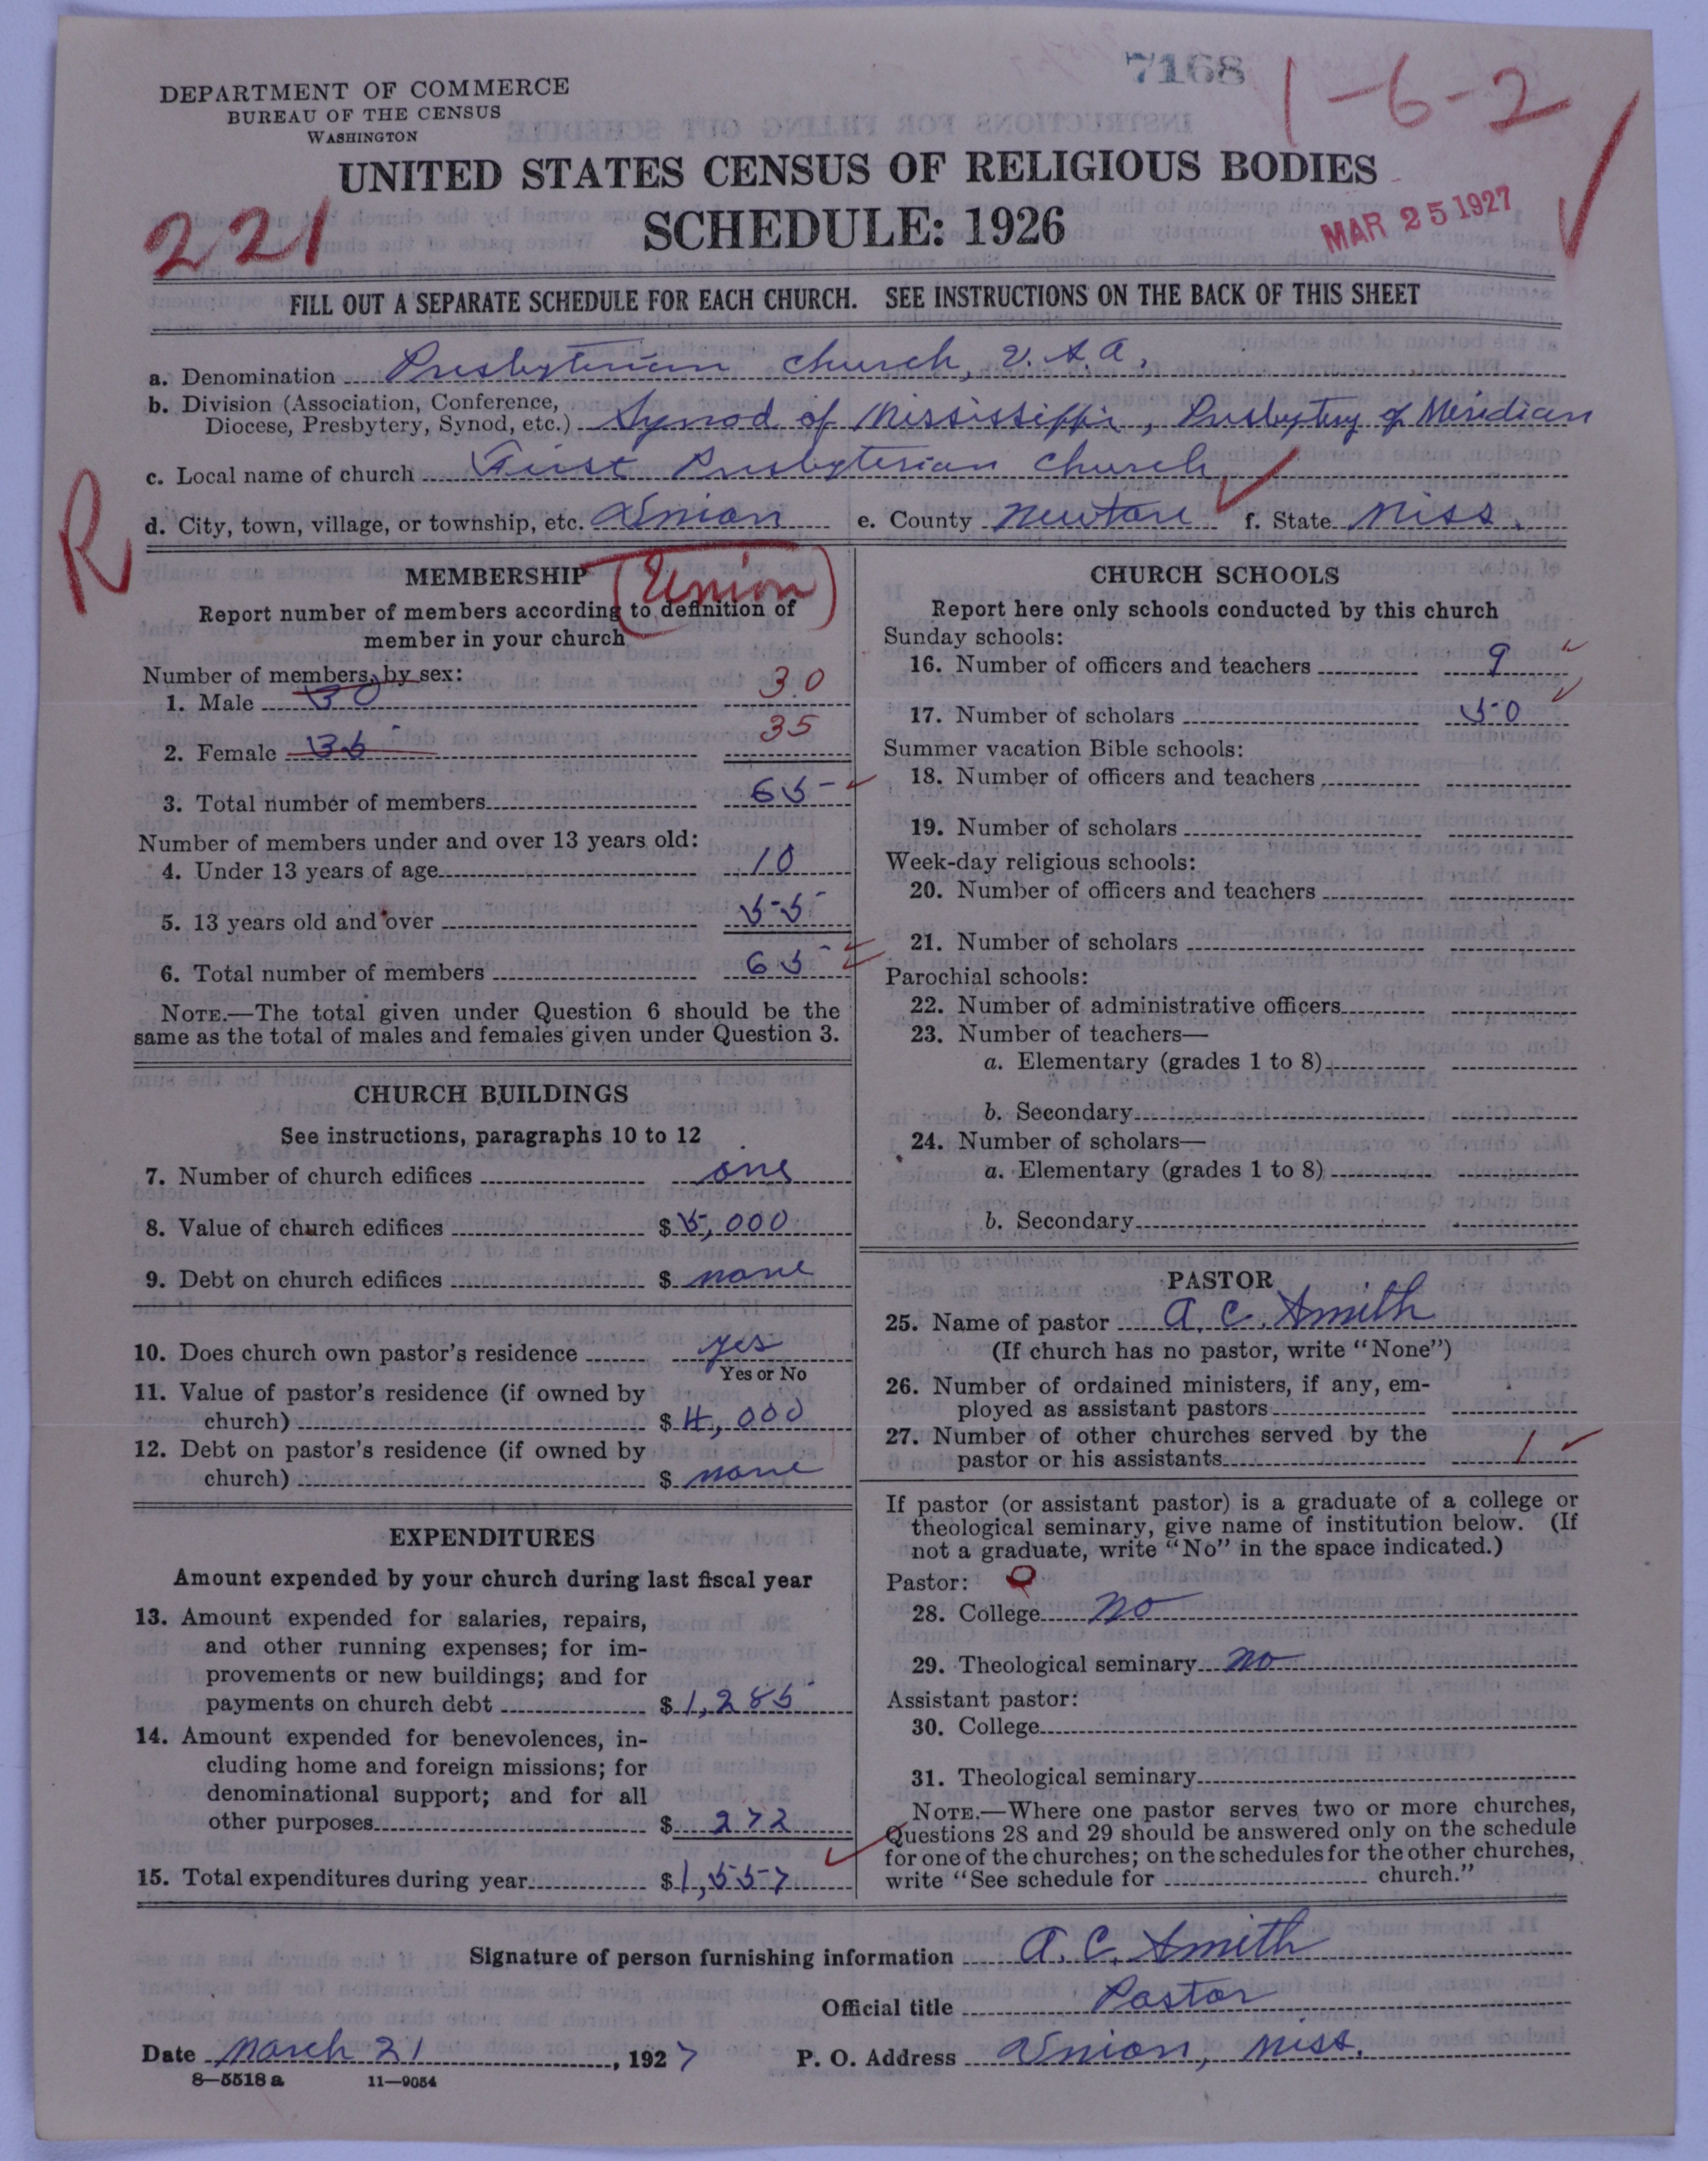 7168
1-6-2
DEPARTMENT OF COMMERCE
BUREAU OF THE CENSUS
WASHINGTON
UNITED STATES CENSUS OF RELIGIOUS BODIES
SCHEDULE: 1926
221
MAR 25 1927
FILL OUT A SEPARATE SCHEDULE FOR EACH CHURCH. SEE INSTRUCTIONS ON THE BACK OF THIS SHEET
a. Denomination Presbyterian Church, U.S.A.
b. Division (Association, Conference,
Diocese, Presbytery, Synod, etc.) Synod of Mississippi, Presbytery of Meridian
c. Local name of church First Presbyterian Church
d. City, town, village, or township, etc. Union e. County Newton f. State Miss.
R
MEMBERSHIP
Union
Report number of members according to definition of
member in your church
Number of members, by sex:
1. Male 30 30
2. Female 35 35
3. Total number of members 65
Number of members under and over 13 years old:
4. Under 13 years of age 10
5. 13 years old and over 55
6. Total number of members 65
NOTE.—The total given under Question 6 should be the
same as the total of males and females given under Question 3.
CHURCH BUILDINGS
See instructions, paragraphs 10 to 12
7. Number of church edifices one
8. Value of church edifices $ 5,000
9. Debt on church edifices $ none
10. Does church own pastor's residence yes
Yes or No
11. Value of pastor's residence (if owned by
church) $ 4,000
12. Debt on pastor's residence (if owned by
church) $ none
EXPENDITURES
Amount expended by your church during last fiscal year
13. Amount expended for salaries, repairs,
and other running expenses; for im-
provements or new buildings; and for
payments on church debt $ 1,285
14. Amount expended for benevolences, in-
cluding home and foreign missions; for
denominational support; and for all
other purposes $ 272
15. Total expenditures during year $ 1,557
CHURCH SCHOOLS
Report here only schools conducted by this church
Sunday schools:
16. Number of officers and teachers 9
17. Number of scholars 50
Summer vacation Bible schools:
18. Number of officers and teachers
19. Number of scholars
Week-day religious schools:
20. Number of officers and teachers
21. Number of scholars
Parochial schools:
22. Number of administrative officers
23. Number of teachers—
a. Elementary (grades 1 to 8)
b. Secondary
24. Number of scholars—
a. Elementary (grades 1 to 8)
b. Secondary
PASTOR
25. Name of pastor A. C. Smith
(If church has no pastor, write "None")
26. Number of ordained ministers, if any, em-
ployed as assistant pastors
27. Number of other churches served by the
pastor or his assistants 1
If pastor (or assistant pastor) is a graduate of a college or
theological seminary, give name of institution below. (If
not a graduate, write "No" in the space indicated.)
Pastor: 0
28. College no
29. Theological seminary no
Assistant pastor:
30. College
31. Theological seminary
NOTE.—Where one pastor serves two or more churches,
Questions 28 and 29 should be answered only on the schedule
for one of the churches; on the schedules for the other churches,
write "See schedule for church."
Signature of person furnishing information A. C. Smith
Official title Pastor
Date March 21, 1927 P. O. Address Union, Miss.
8—5518 a 11—9054